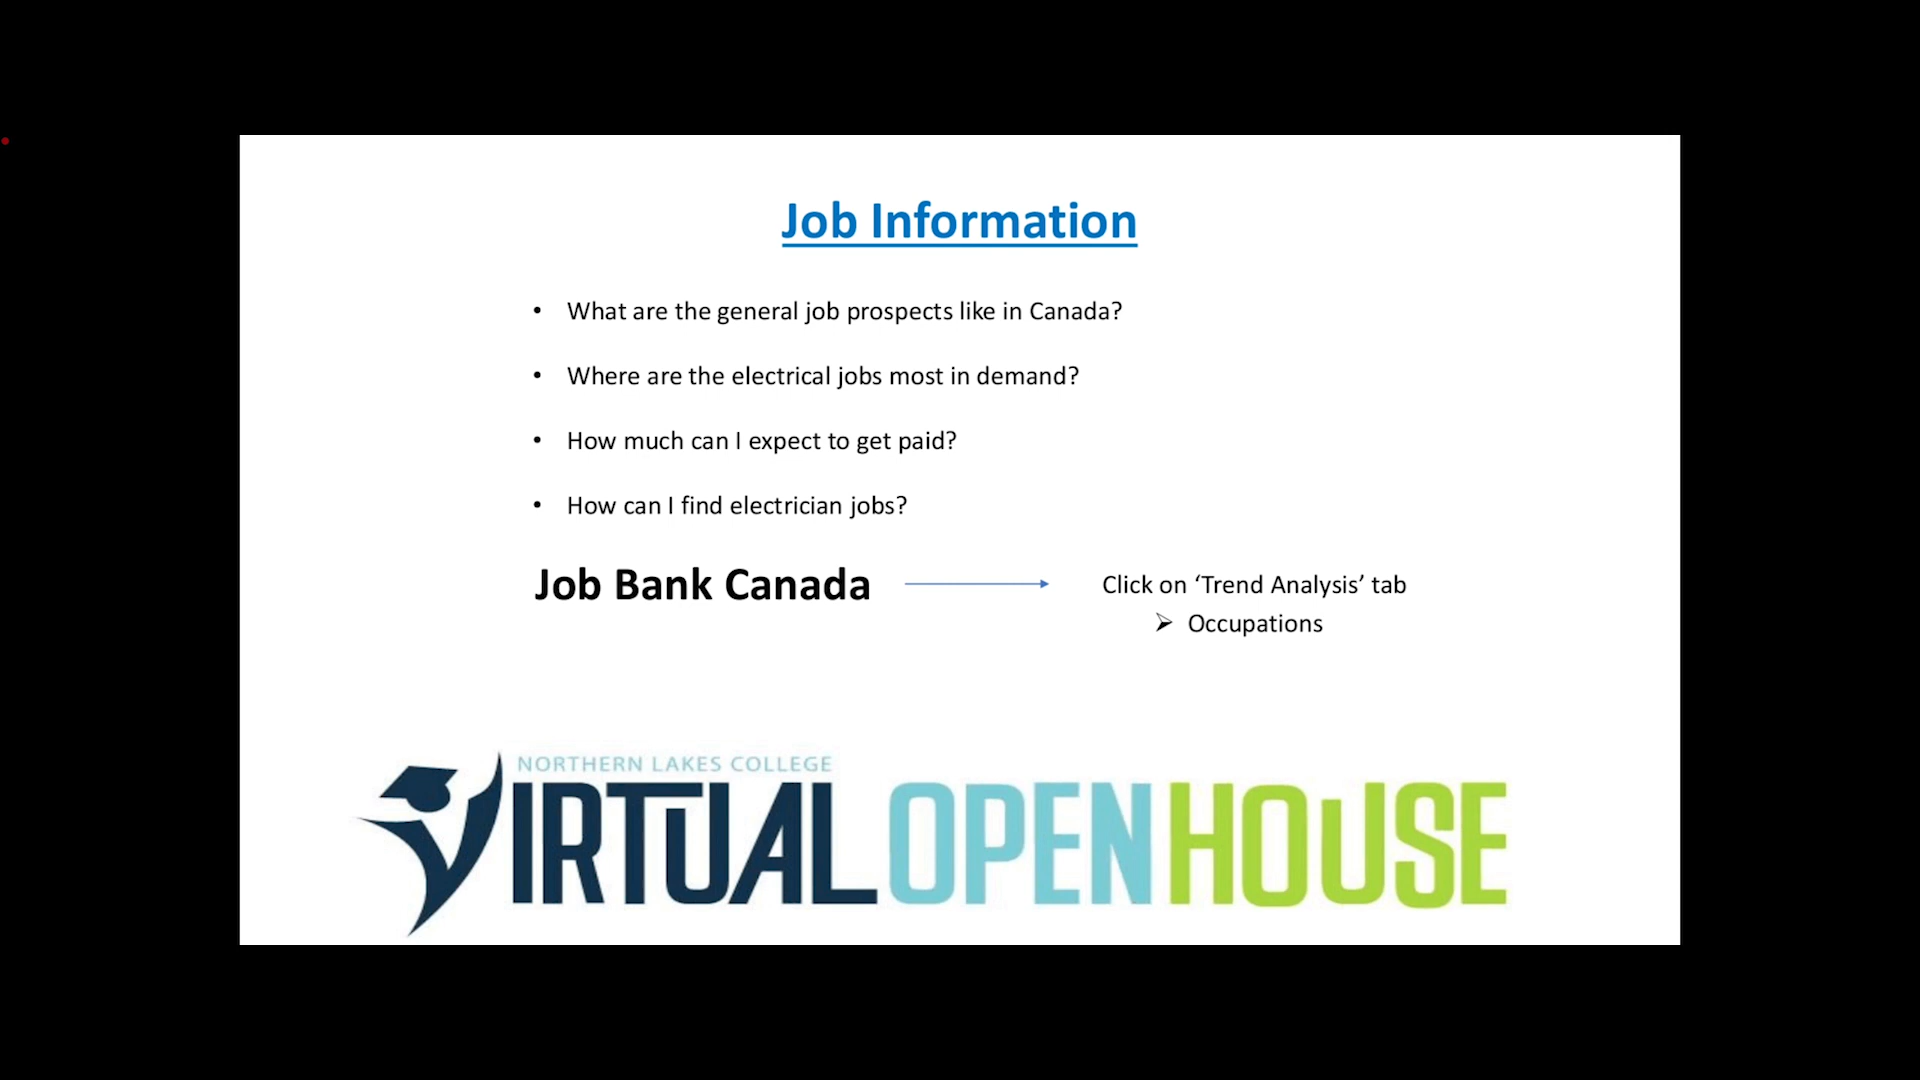 Job Information
• What are the general job prospects like in Canada?
• Where are the electrical jobs most in demand?
• How much can I expect to get paid?
• How can I find electrician jobs?
Job Bank Canada
Click on ‘Trend Analysis’ tab
➢ Occupations
NORTHERN LAKES COLLEGE
VIRTUAL OPEN HOUSE